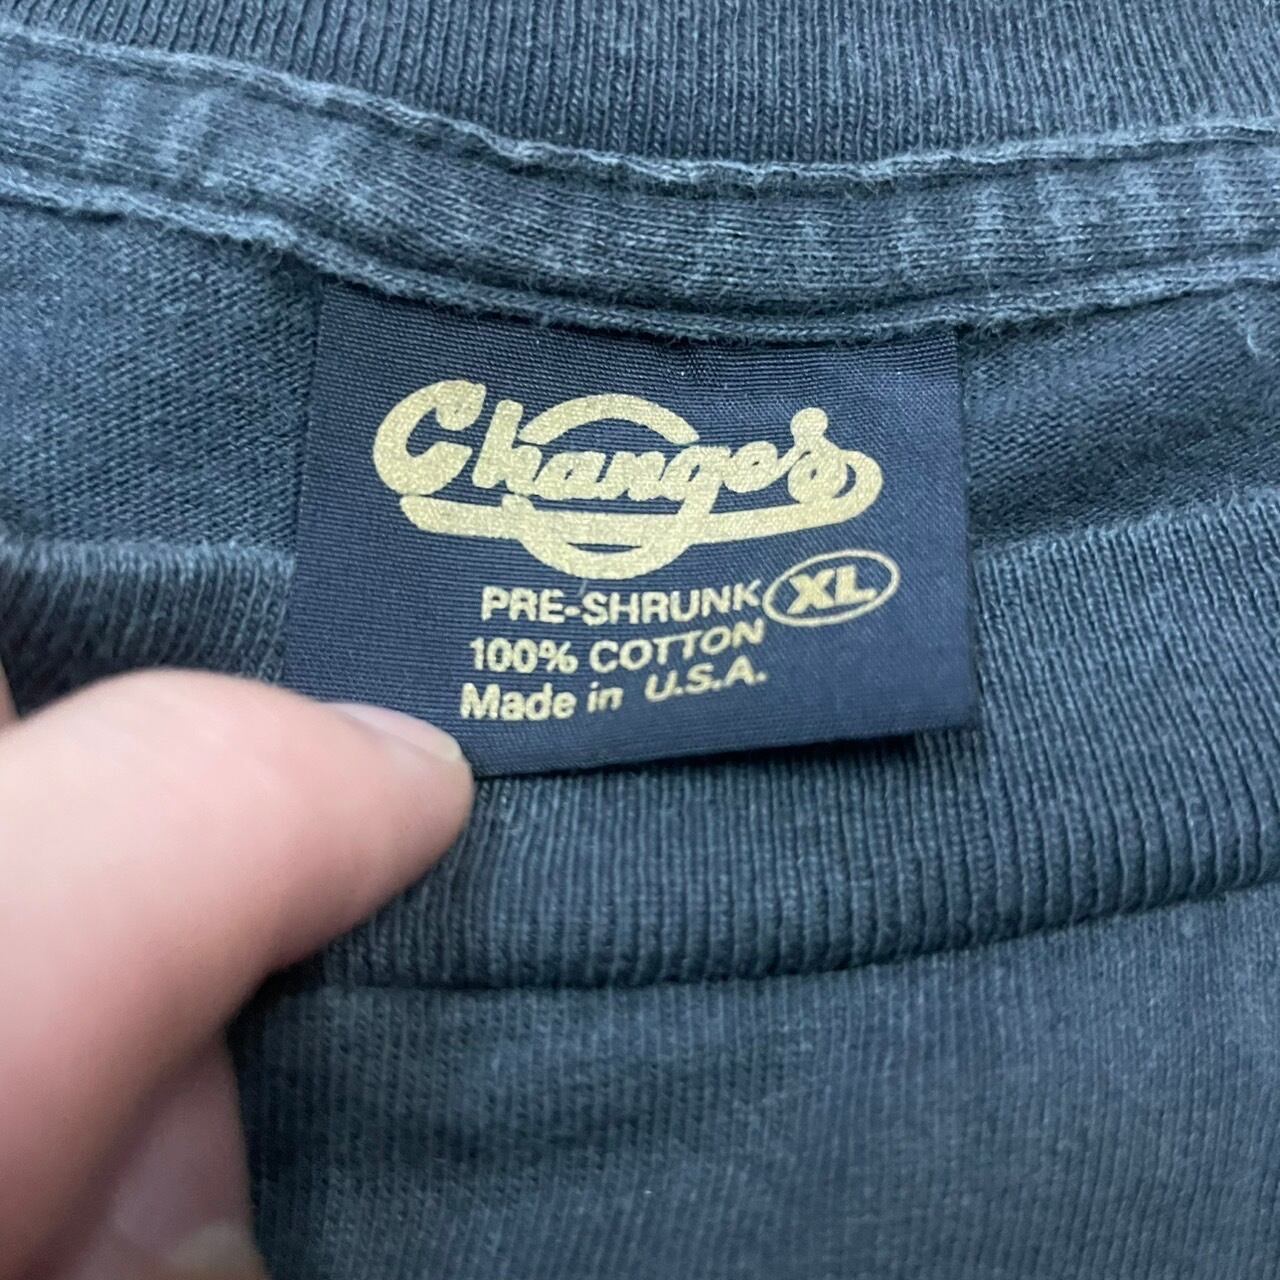 Changes
PRE-SHRUNK XL
100% COTTON
Made in U.S.A.